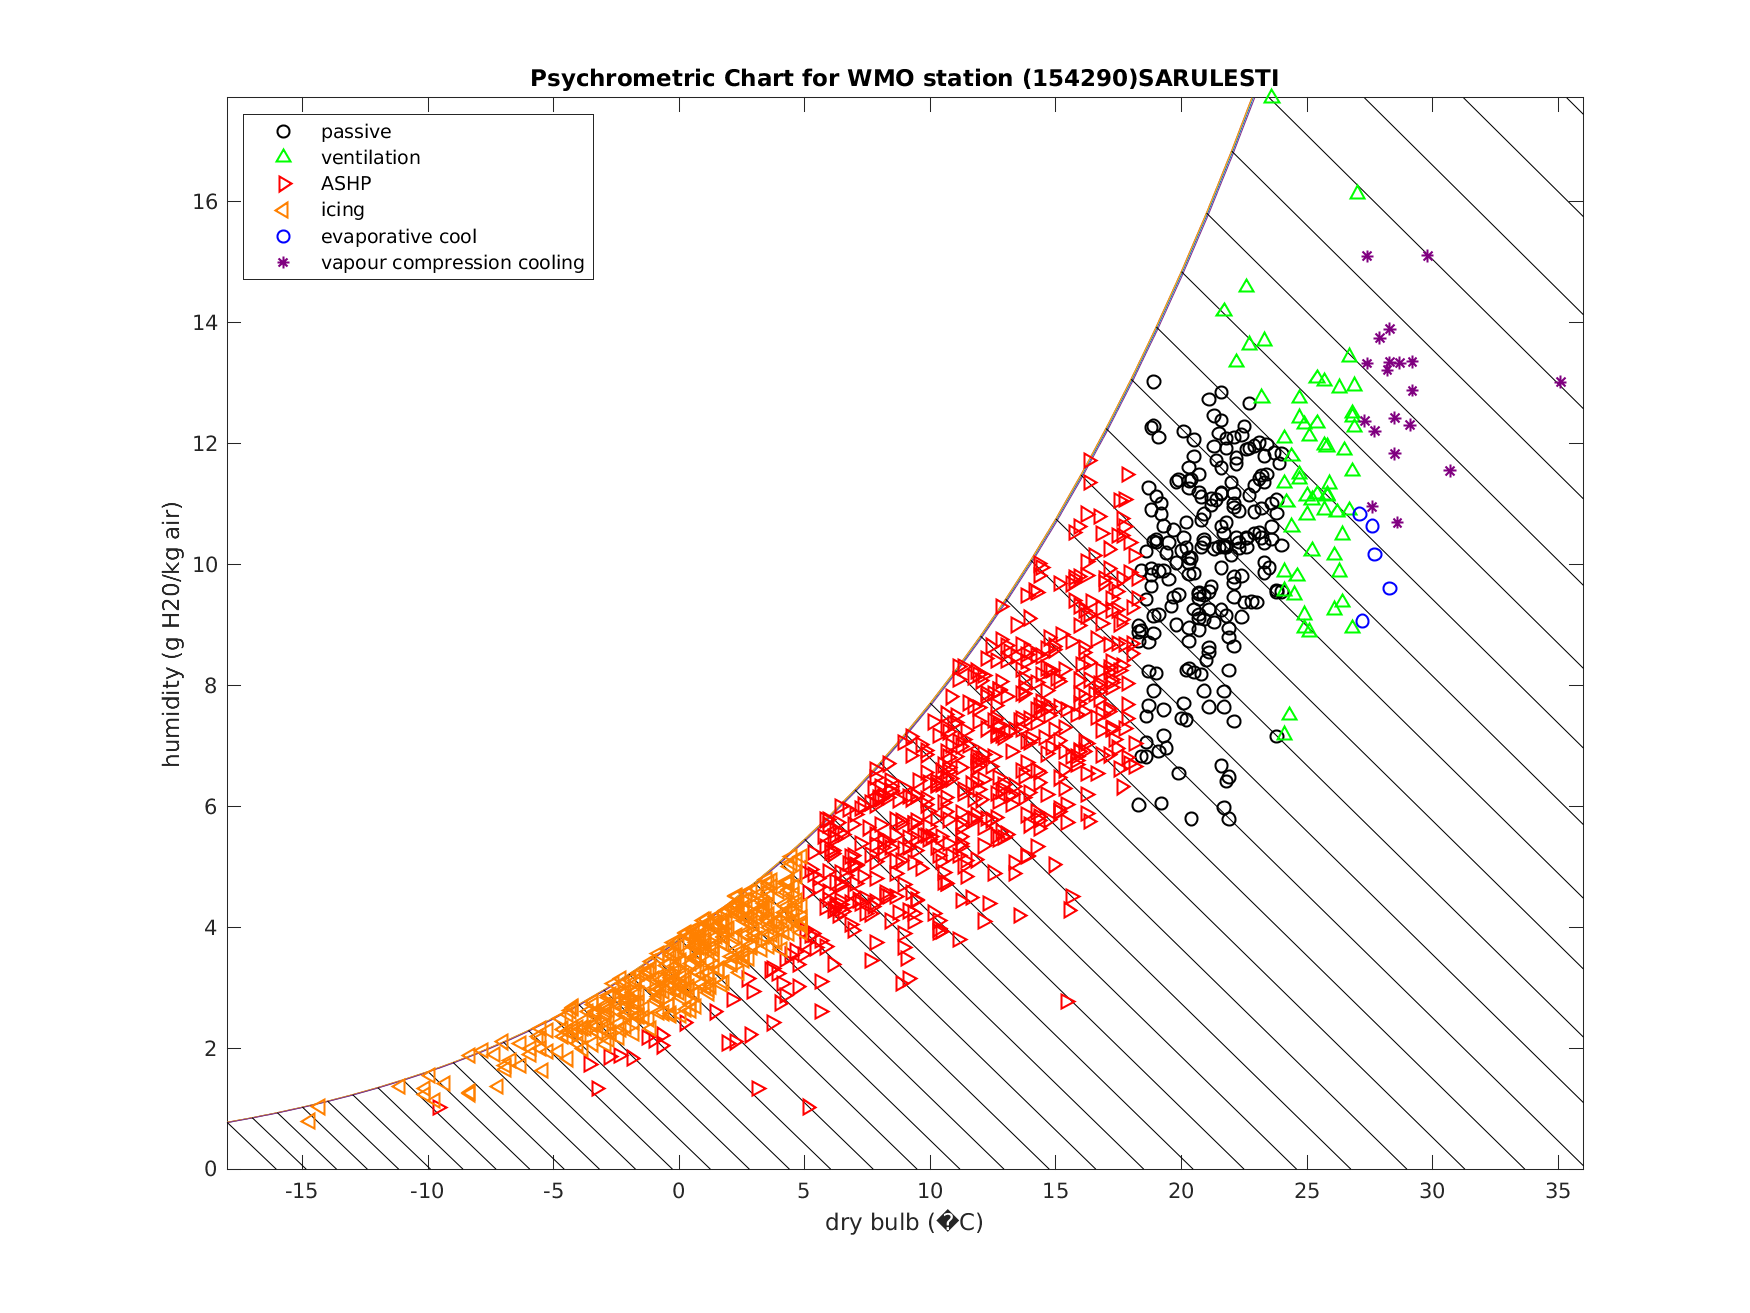 Psychrometric Chart for WMO station (154290)SARULESTI
passive
ventilation
ASHP
icing
evaporative cool
vapour compression cooling
humidity (g H20/kg air)
16
14
12
10
8
6
4
2
0
-15 -10 -5 0 5 10 15 20 25 30 35
dry bulb (�C)